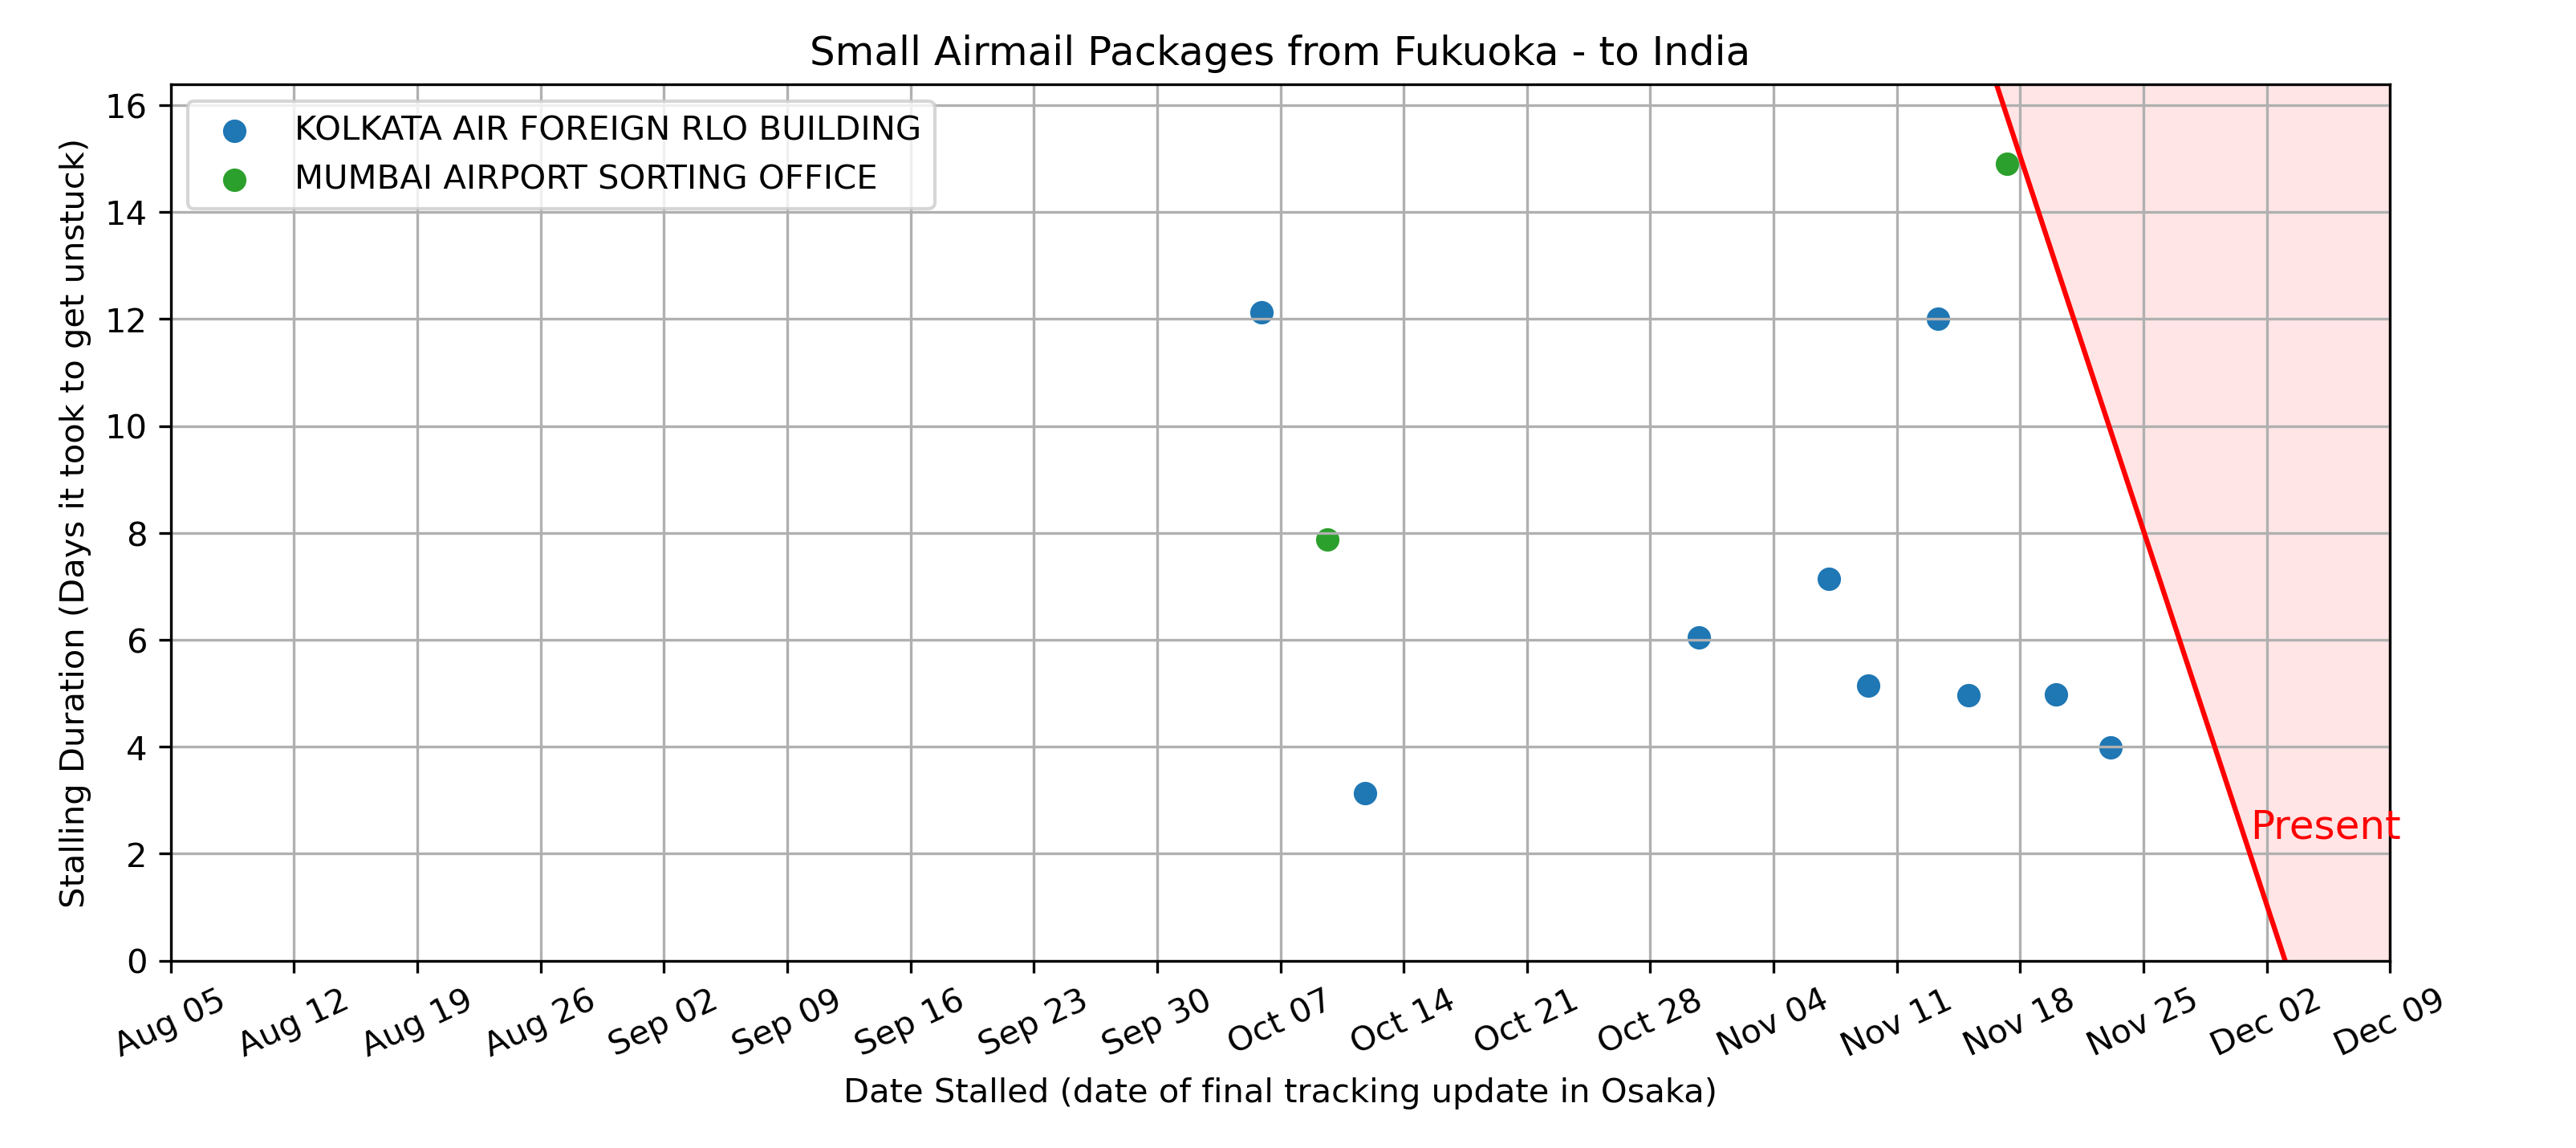 Small Airmail Packages from Fukuoka - to India
KOLKATA AIR FOREIGN RLO BUILDING
MUMBAI AIRPORT SORTING OFFICE
Stalling Duration (Days it took to get unstuck)
16
14
12
10
8
6
4
2
0
Present
Aug 05
Aug 12
Aug 19
Aug 26
Sep 02
Sep 09
Sep 16
Sep 23
Sep 30
Oct 07
Oct 14
Oct 21
Oct 28
Nov 04
Nov 11
Nov 18
Nov 25
Dec 02
Dec 09
Date Stalled (date of final tracking update in Osaka)